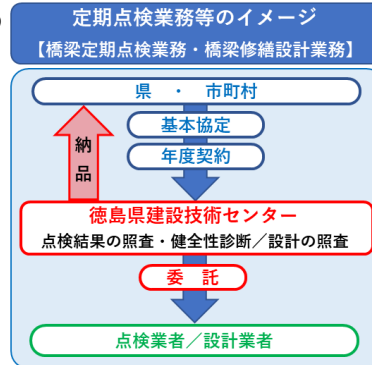 定期点検業務等のイメージ
【橋梁定期点検業務・橋梁修繕設計業務】
県 ・ 市町村
基本協定
年度契約
納品
徳島県建設技術センター
点検結果の照査・健全性診断／設計の照査
委 託
点検業者／設計業者